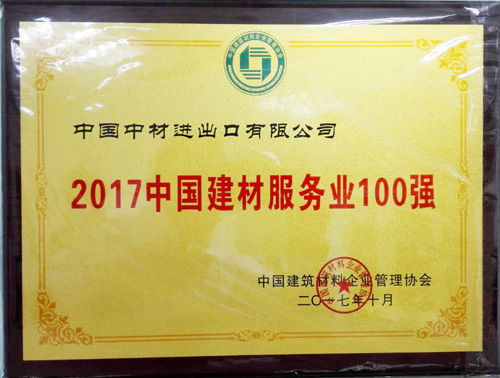 中国中材进出口有限公司
2017中国建材服务业100强
中国建筑材料企业管理协会
二〇一七年十月